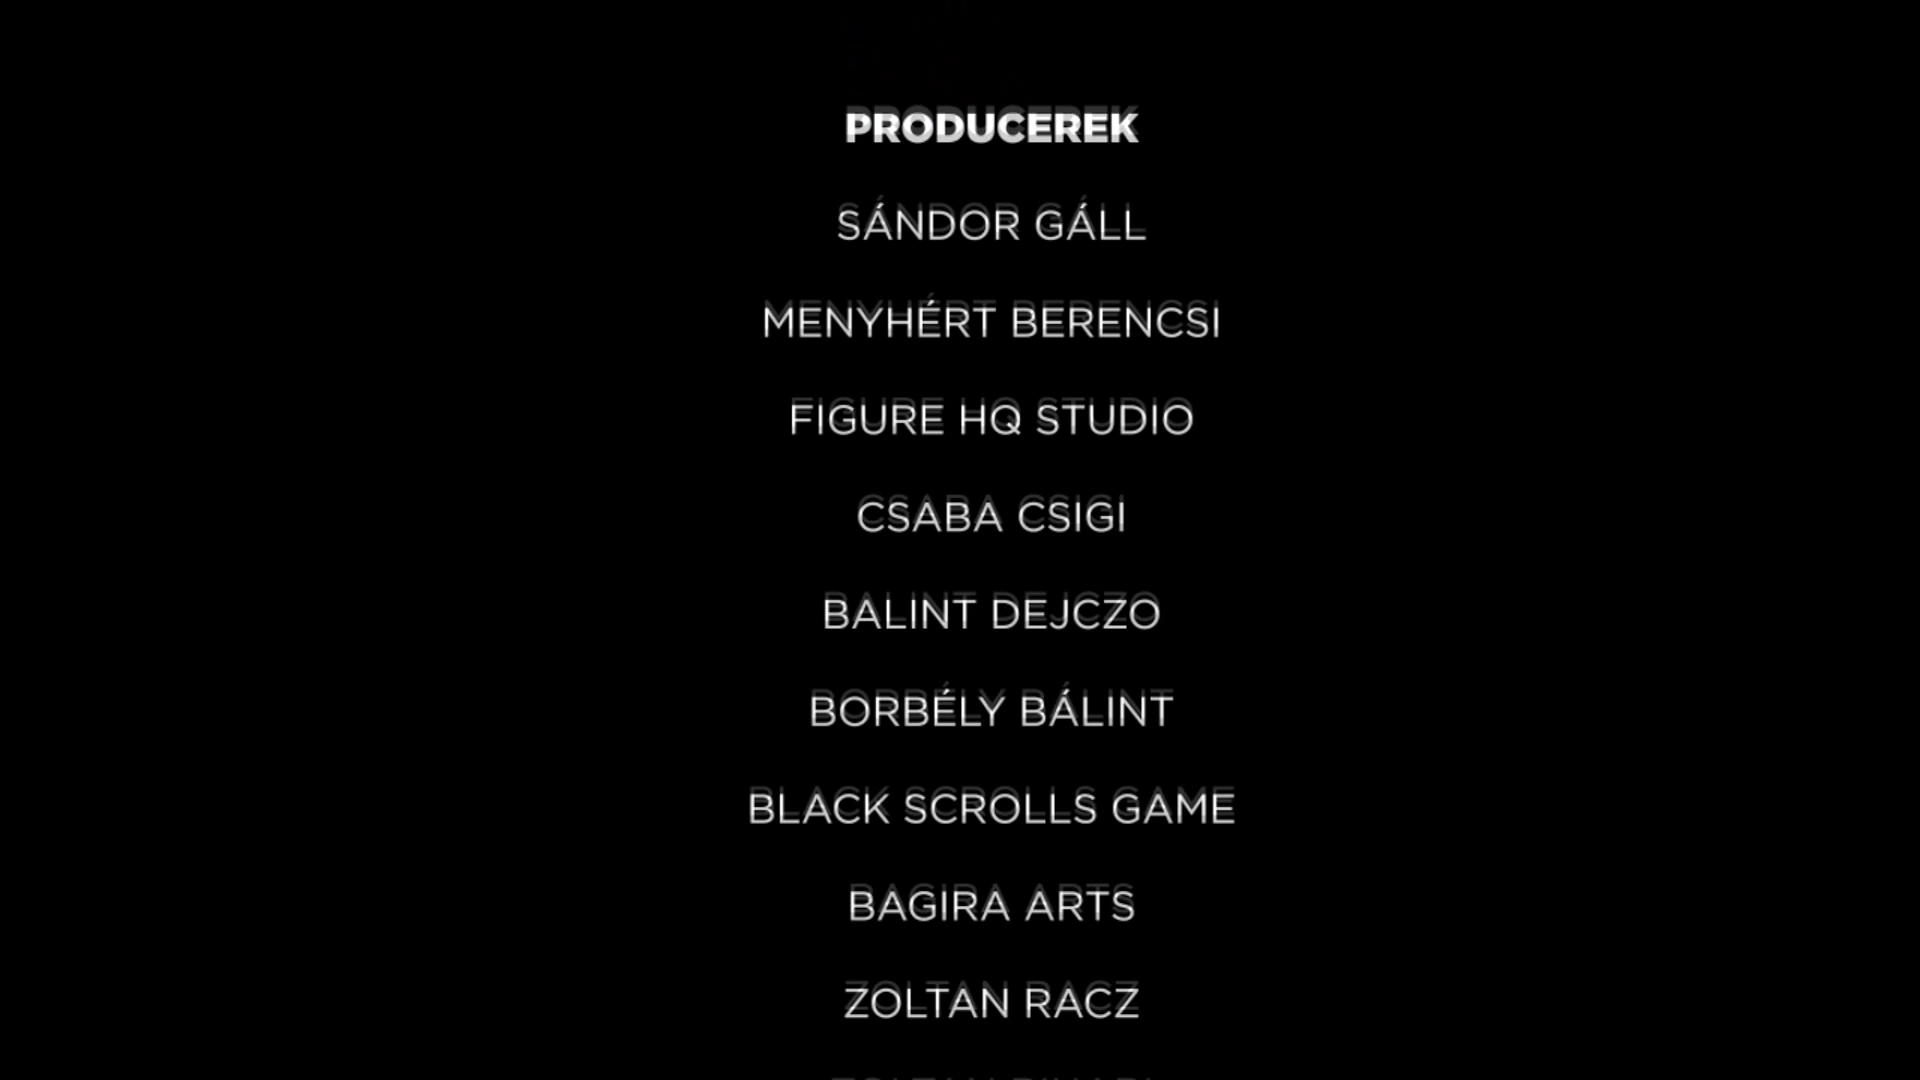 PRODUCEREK
SÁNDOR GÁLL
MENYHÉRT BERENCSI
FIGURE HQ STUDIO
CSABA CSIGI
BALINT DEJCZO
BORBÉLY BÁLINT
BLACK SCROLLS GAME
BAGIRA ARTS
ZOLTAN RACZ